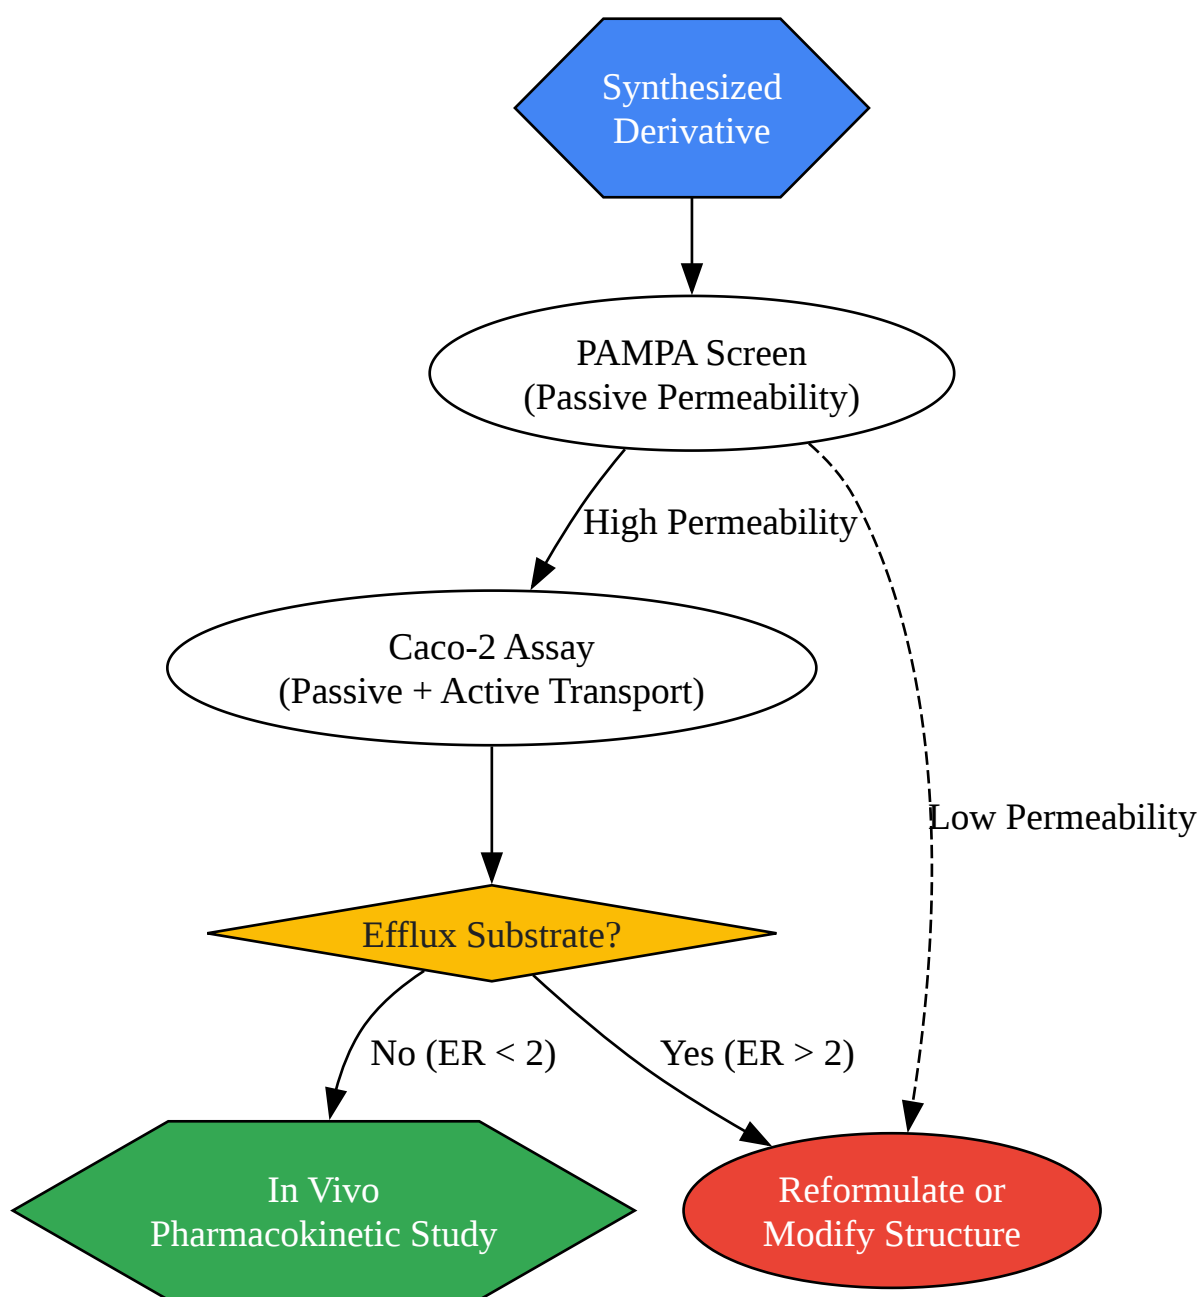 Synthesized
Derivative
PAMPA Screen
(Passive Permeability)
High Permeability
Caco-2 Assay
(Passive + Active Transport)
Low Permeability
Efflux Substrate?
No (ER < 2)
Yes (ER > 2)
In Vivo
Pharmacokinetic Study
Reformulate or
Modify Structure